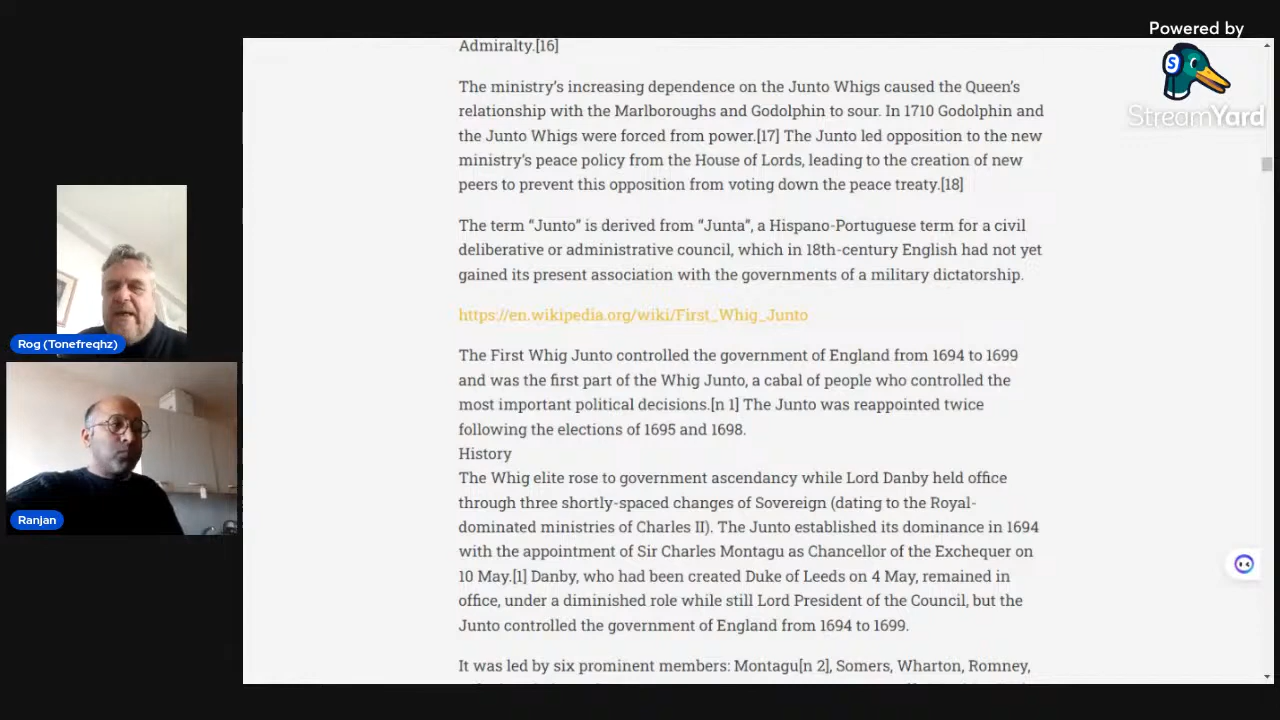 Powered by
S
StreamYard
Rog (Tonefreqhz)
Ranjan
Admiralty.[16]
The ministry’s increasing dependence on the Junto Whigs caused the Queen’s
relationship with the Marlboroughs and Godolphin to sour. In 1710 Godolphin and
the Junto Whigs were forced from power.[17] The Junto led opposition to the new
ministry’s peace policy from the House of Lords, leading to the creation of new
peers to prevent this opposition from voting down the peace treaty.[18]
The term “Junto” is derived from “Junta”, a Hispano-Portuguese term for a civil
deliberative or administrative council, which in 18th-century English had not yet
gained its present association with the governments of a military dictatorship.
https://en.wikipedia.org/wiki/First_Whig_Junto
The First Whig Junto controlled the government of England from 1694 to 1699
and was the first part of the Whig Junto, a cabal of people who controlled the
most important political decisions.[n 1] The Junto was reappointed twice
following the elections of 1695 and 1698.
History
The Whig elite rose to government ascendancy while Lord Danby held office
through three shortly-spaced changes of Sovereign (dating to the Royal-
dominated ministries of Charles II). The Junto established its dominance in 1694
with the appointment of Sir Charles Montagu as Chancellor of the Exchequer on
10 May.[1] Danby, who had been created Duke of Leeds on 4 May, remained in
office, under a diminished role while still Lord President of the Council, but the
Junto controlled the government of England from 1694 to 1699.
It was led by six prominent members: Montagu[n 2], Somers, Wharton, Romney,